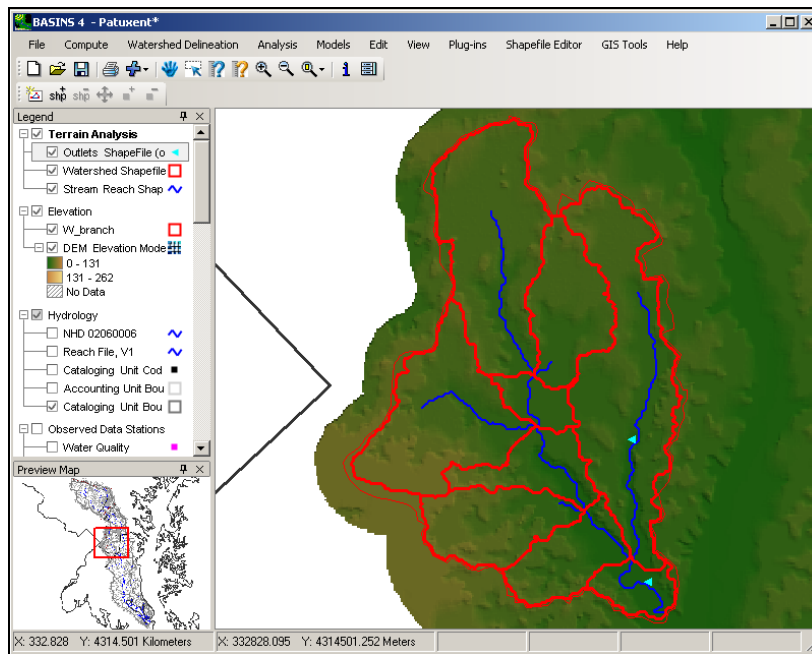 BASINS 4 - Patuxent*
File Compute Watershed Delineation Analysis Models Edit View Plug-ins Shapefile Editor GIS Tools Help
shp shp
Legend
Terrain Analysis
Outlets ShapeFile (o
Watershed Shapefile
Stream Reach Shap
Elevation
W_branch
DEM Elevation Mode
0 - 131
131 - 262
No Data
Hydrology
NHD 02060006
Reach File, V1
Cataloging Unit Cod
Accounting Unit Bou
Cataloging Unit Bou
Observed Data Stations
Water Quality
Preview Map
X: 332.828 Y: 4314.501 Kilometers X: 332828.095 Y: 4314501.252 Meters